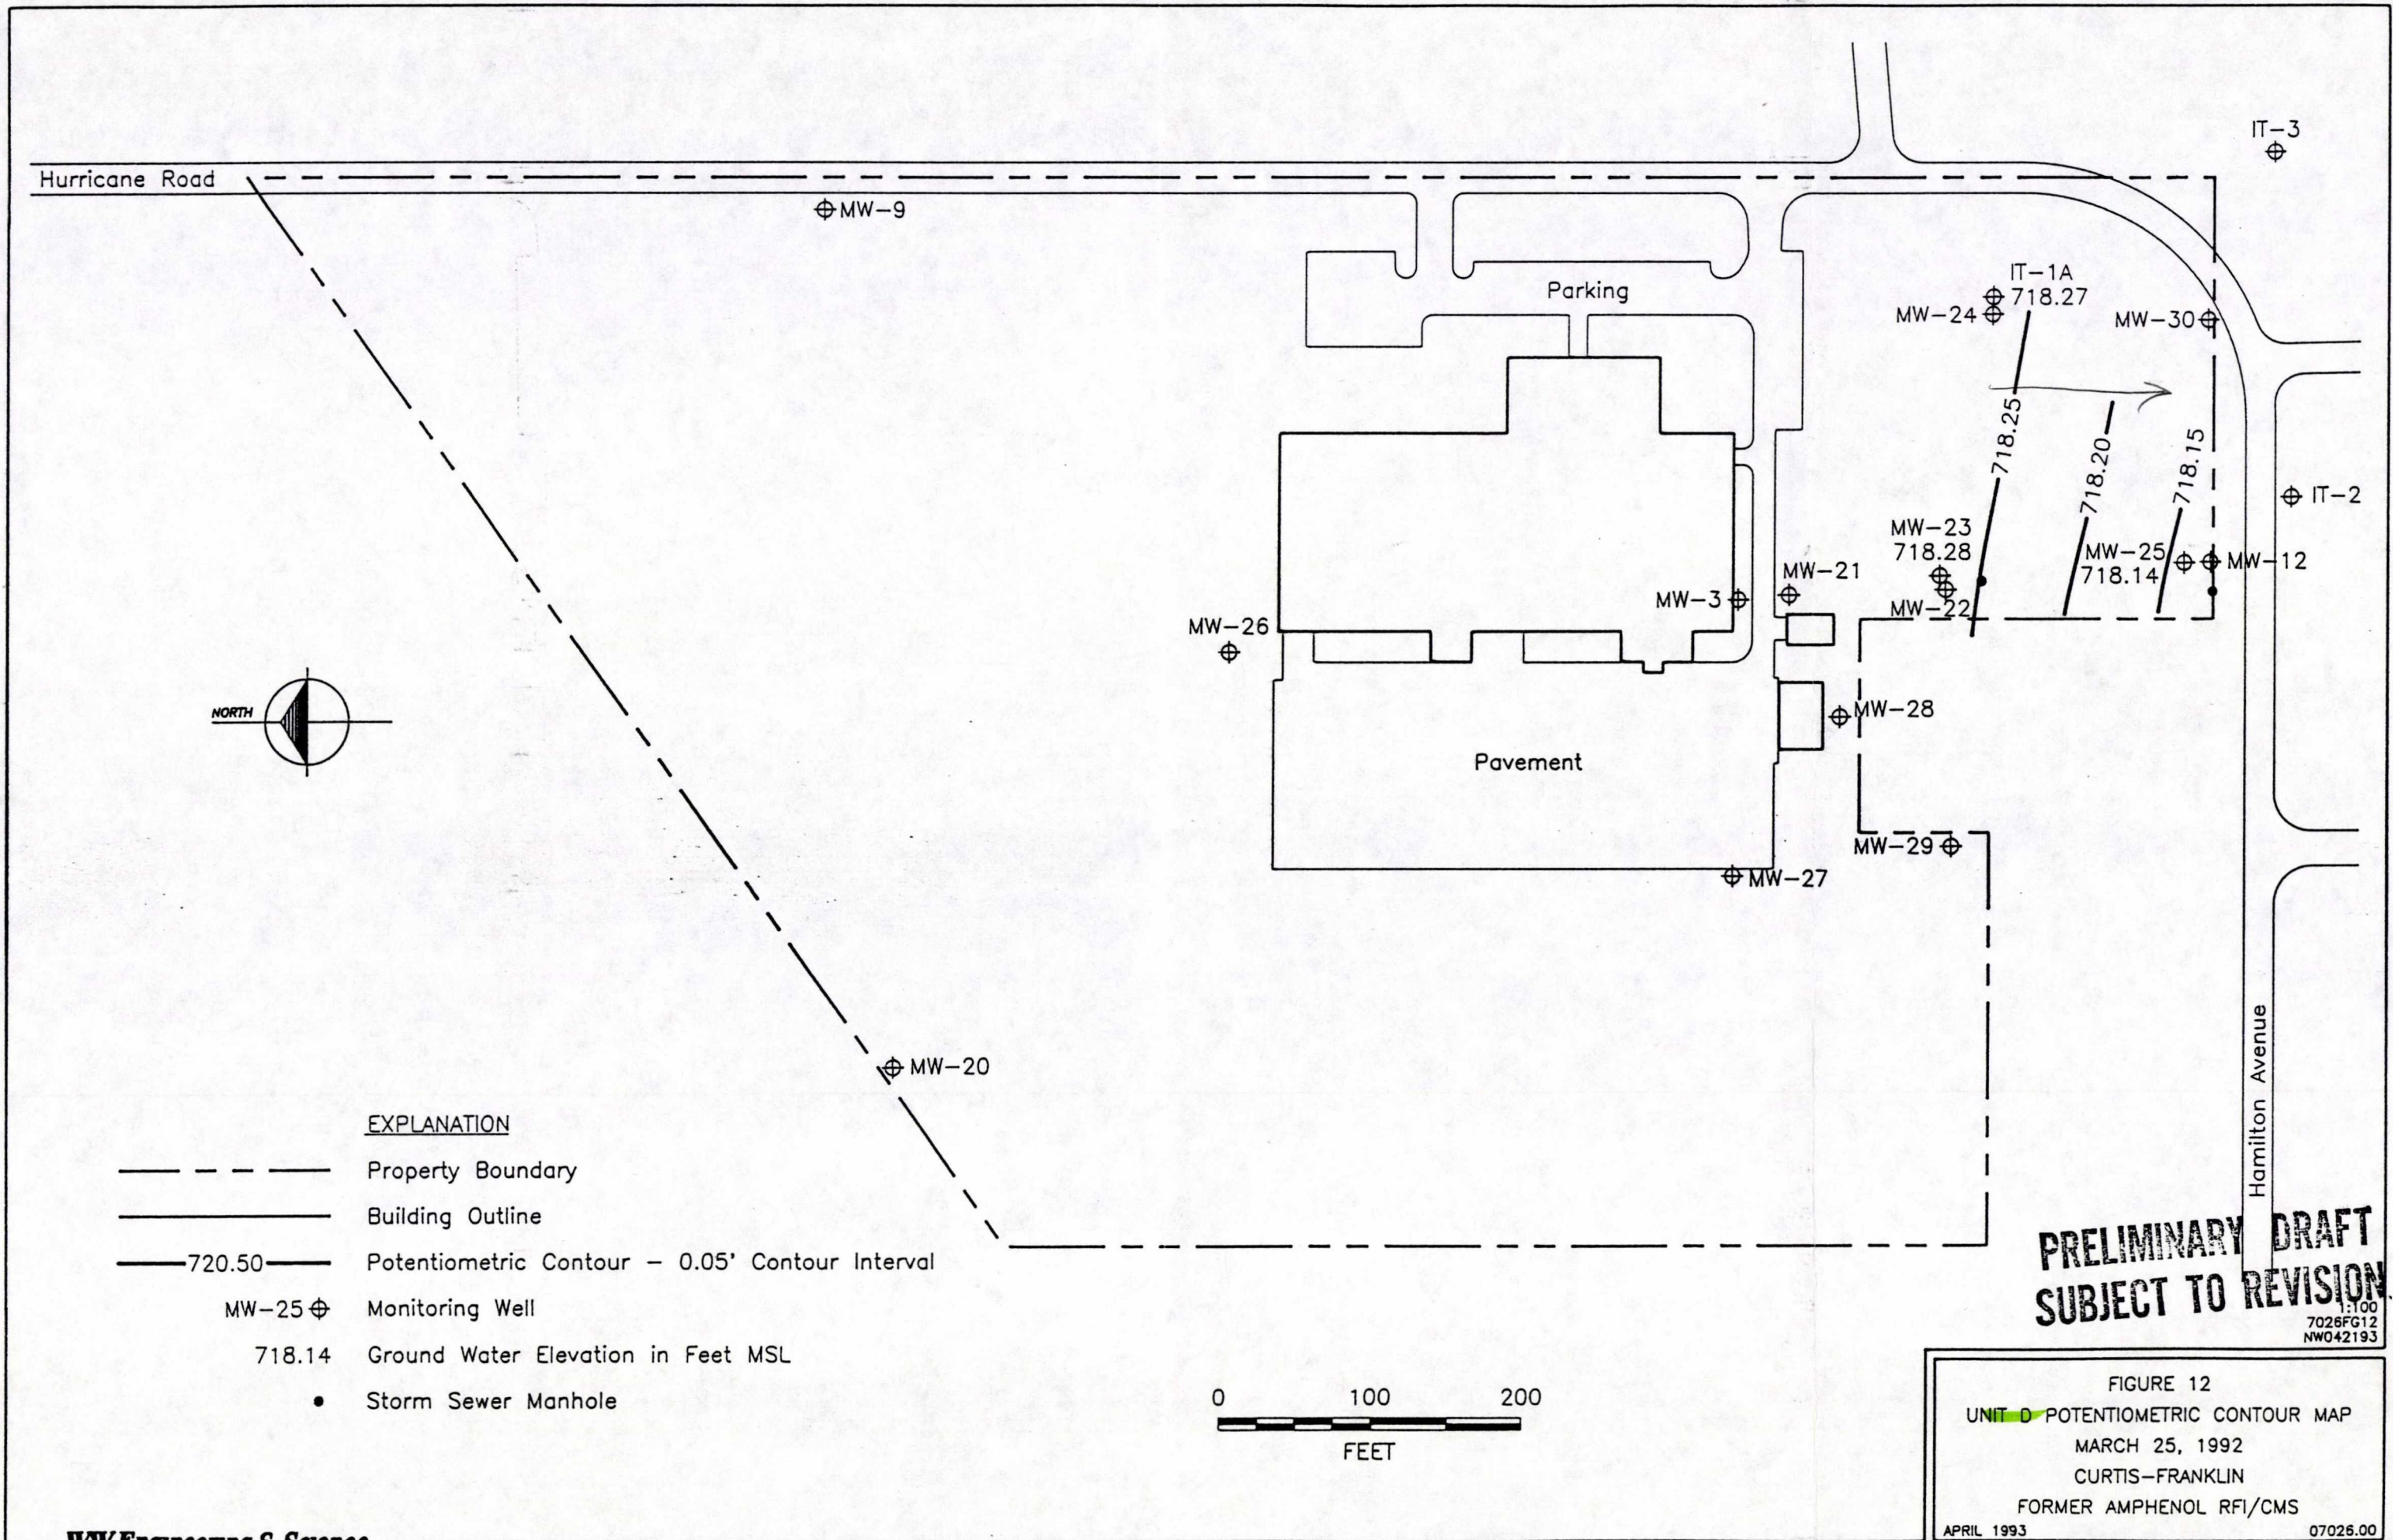 IT-3
Hurricane Road
MW-9
IT-1A
718.27
Parking
MW-24
MW-30
718.25
718.20
718.15
IT-2
MW-23
718.28
MW-25
718.14
MW-12
MW-21
MW-3
MW-22
MW-26
NORTH
MW-28
Pavement
MW-29
MW-27
MW-20
Hamilton Avenue
EXPLANATION
Property Boundary
Building Outline
720.50 Potentiometric Contour – 0.05' Contour Interval
MW-25 Monitoring Well
718.14 Ground Water Elevation in Feet MSL
Storm Sewer Manhole
0 100 200
FEET
PRELIMINARY DRAFT
SUBJECT TO REVISION
1:100
7026FG12
NW042193
FIGURE 12
UNIT D POTENTIOMETRIC CONTOUR MAP
MARCH 25, 1992
CURTIS-FRANKLIN
FORMER AMPHENOL RFI/CMS
APRIL 1993 07026.00